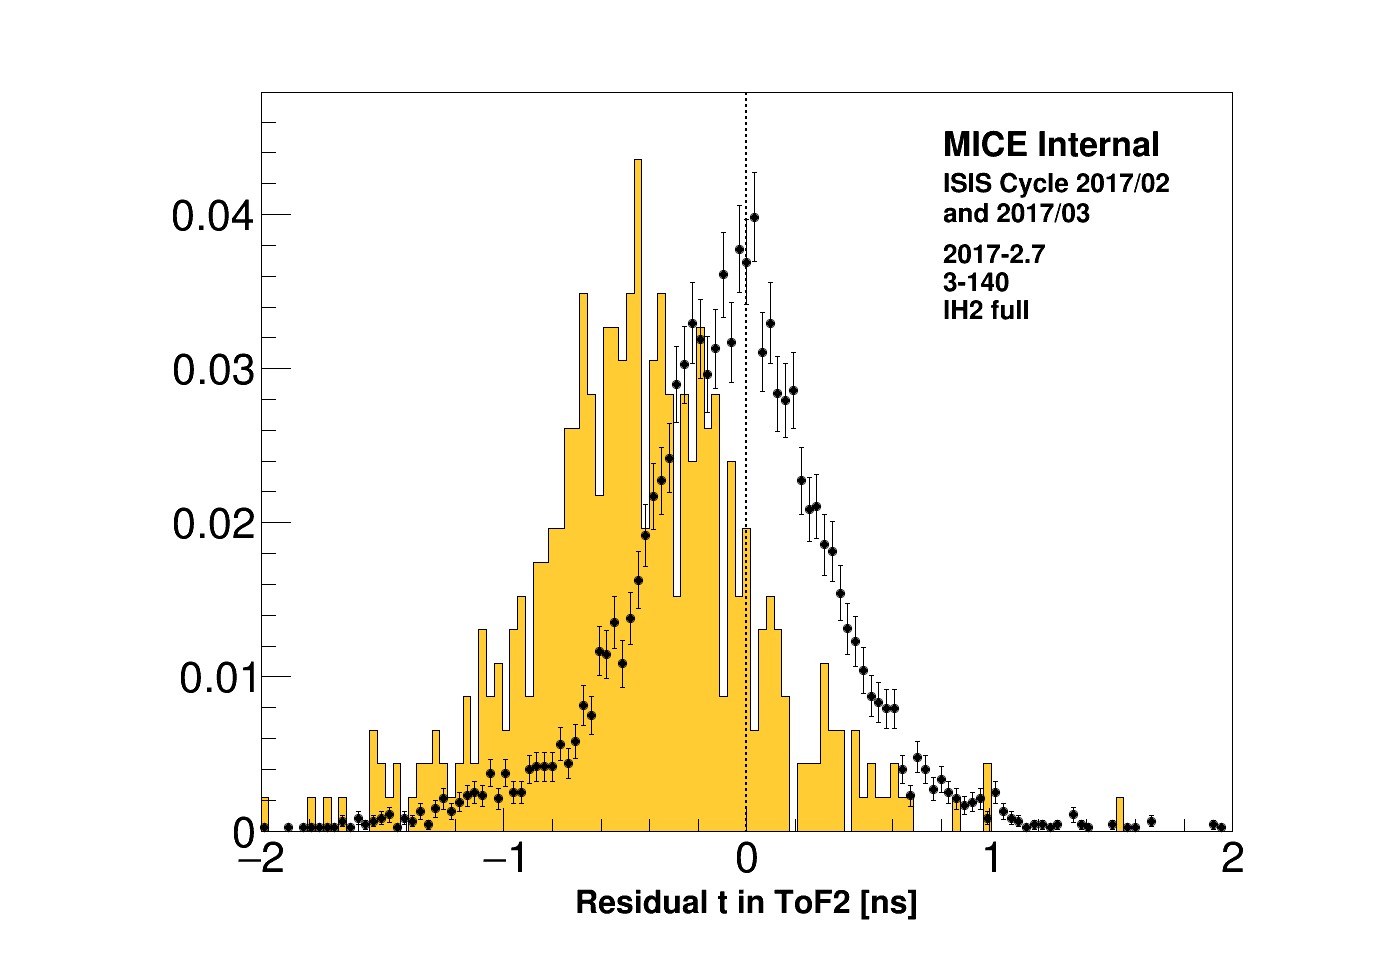 MICE Internal
ISIS Cycle 2017/02
and 2017/03
2017-2.7
3-140
IH2 full
0.04
0.03
0.02
0.01
0
−2 −1 0 1 2
Residual t in ToF2 [ns]